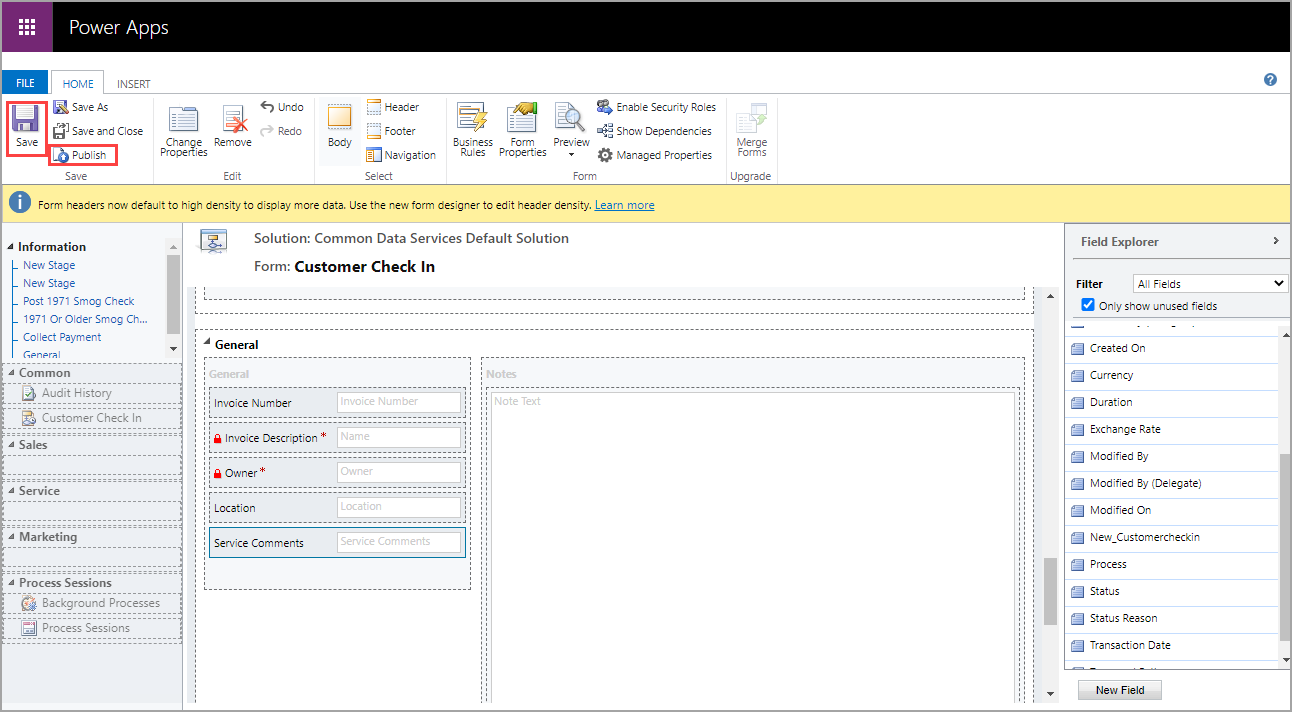 Power Apps
FILE
HOME
INSERT
Save
Save As
Save and Close
Publish
Save
Change
Properties
Remove
Undo
Redo
Edit
Body
Header
Footer
Navigation
Select
Business
Rules
Form
Properties
Preview
Enable Security Roles
Show Dependencies
Managed Properties
Form
Merge
Forms
Upgrade
Form headers now default to high density to display more data. Use the new form designer to edit header density. Learn more
Information
New Stage
New Stage
Post 1971 Smog Check
1971 Or Older Smog Ch...
Collect Payment
General
Common
Audit History
Customer Check In
Sales
Service
Marketing
Process Sessions
Background Processes
Process Sessions
Solution: Common Data Services Default Solution
Form: Customer Check In
General
General
Invoice Number Invoice Number
Invoice Description * Name
Owner * Owner
Location Location
Service Comments Service Comments
Notes
Note Text
Field Explorer
Filter All Fields
Only show unused fields
Created On
Currency
Duration
Exchange Rate
Modified By
Modified By (Delegate)
Modified On
New_Customercheckin
Process
Status
Status Reason
Transaction Date
New Field